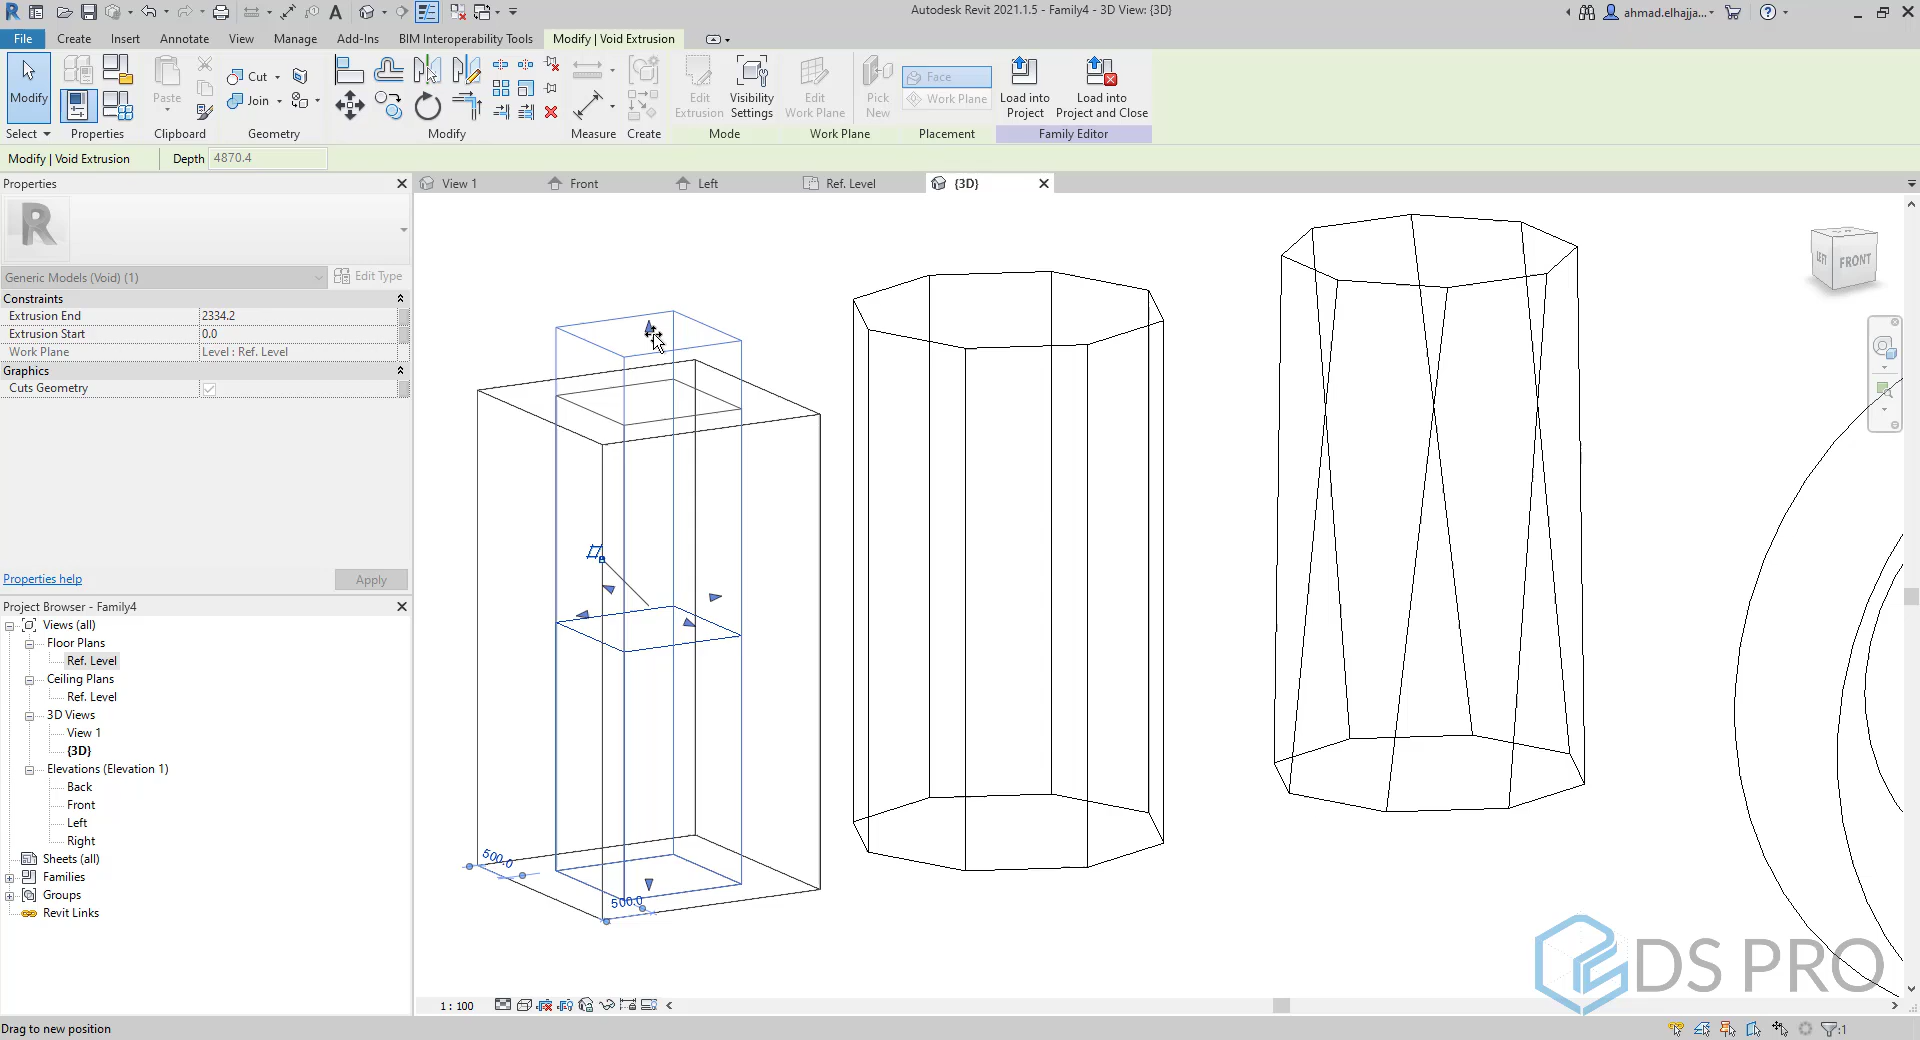 Autodesk Revit 2021.1.5 - Family4 - 3D View: {3D}
ahmad.elhajja...
File Create Insert Annotate View Manage Add-Ins BIM Interoperability Tools Modify | Void Extrusion
Modify
Paste
Cut
Join
Edit Extrusion
Visibility Settings
Edit Work Plane
Pick New
Face
Work Plane
Load into Project
Load into Project and Close
Select Properties Clipboard Geometry Modify Measure Create Mode Work Plane Placement Family Editor
Modify | Void Extrusion Depth 4870.4
Properties
View 1 Front Left Ref. Level {3D}
Generic Models (Void) (1) Edit Type
Constraints
Extrusion End 2334.2
Extrusion Start 0.0
Work Plane Level : Ref. Level
Graphics
Cuts Geometry
Properties help Apply
Project Browser - Family4
Views (all)
Floor Plans
Ref. Level
Ceiling Plans
Ref. Level
3D Views
View 1
{3D}
Elevations (Elevation 1)
Back
Front
Left
Right
Sheets (all)
Families
Groups
Revit Links
LEFT FRONT
500.0
500.0
DS PRO
1 : 100
Drag to new position
:1